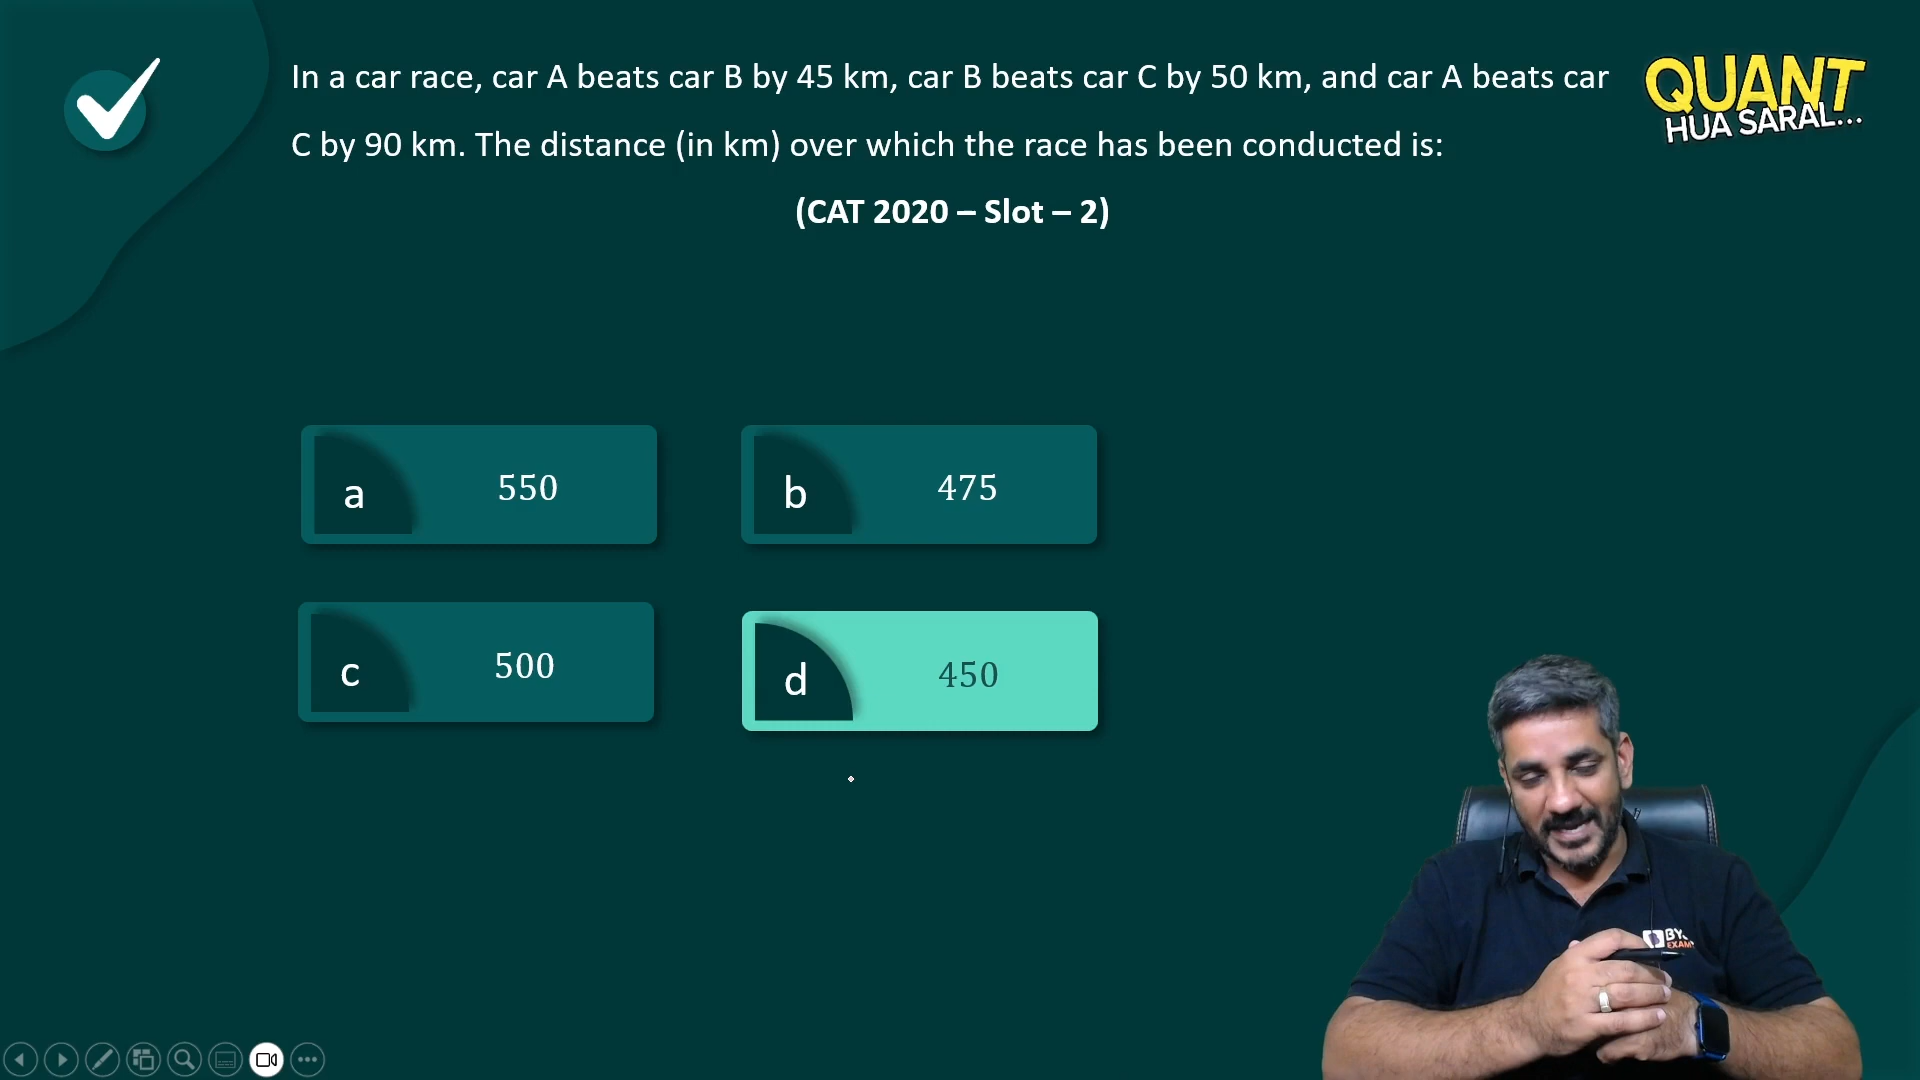 In a car race, car A beats car B by 45 km, car B beats car C by 50 km, and car A beats car
C by 90 km. The distance (in km) over which the race has been conducted is:
(CAT 2020 – Slot – 2)
QUANT
HUA SARAL...
a 550
b 475
c 500
d 450